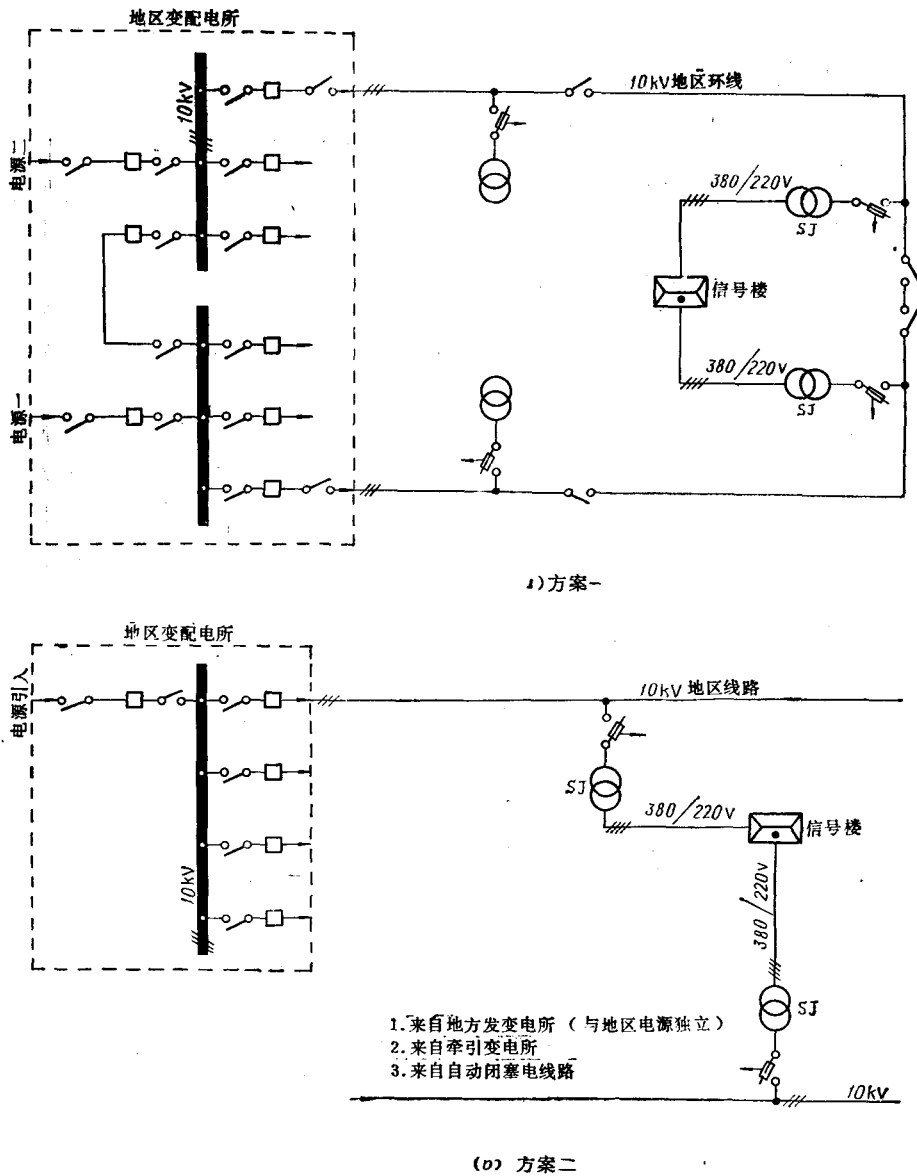 地区变配电所
10kV
10kV地区环线
电源二
380/220V
SJ
信号楼
380/220V
SJ
电源一
a)方案一
地区变配电所
电源引入
10kV 地区线路
SJ
380/220V
信号楼
10kV
380/220V
SJ
1.来自地方发变电所（与地区电源独立）
2.来自牵引变电所
3.来自自动闭塞电线路
10kV
(b) 方案二